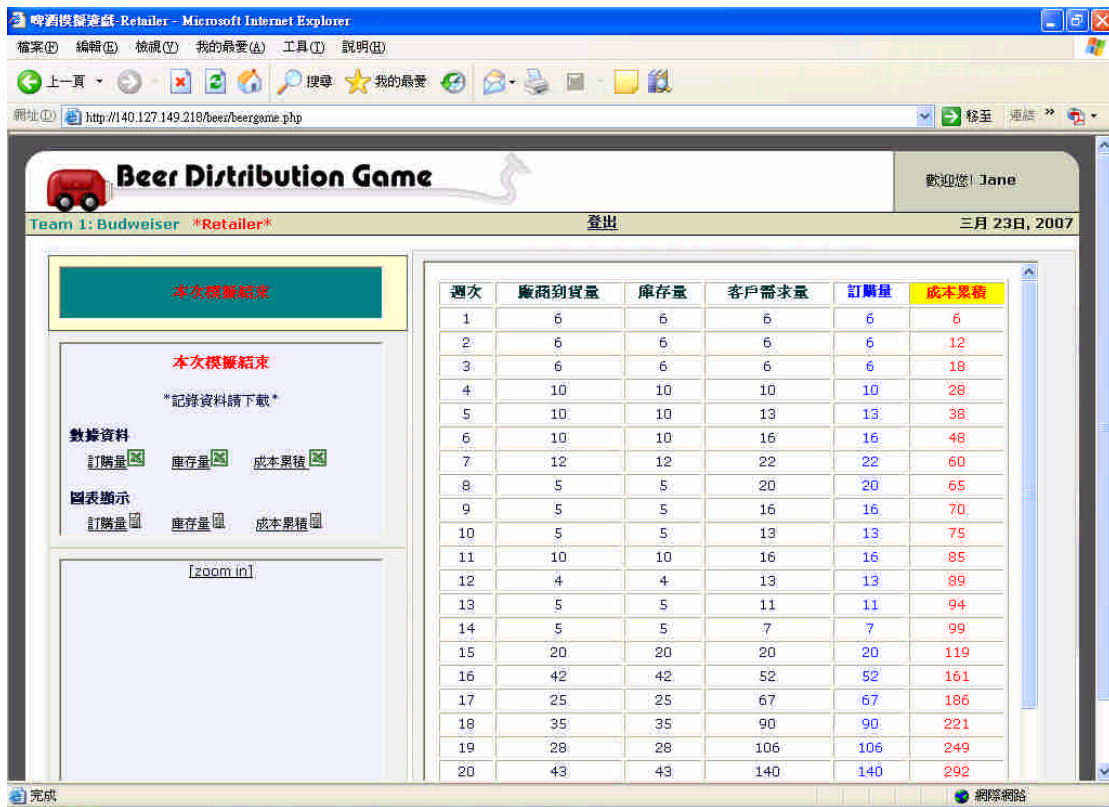 啤酒模擬遊戲-Retailer - Microsoft Internet Explorer
檔案(F) 編輯(E) 檢視(V) 我的最愛(A) 工具(T) 說明(H)
上一頁 搜尋 我的最愛
網址(D) http://140.127.149.218/beer/beergame.php 移至 連結 »
Beer Distribution Game
歡迎您! Jane
Team 1: Budweiser *Retailer* 登出 三月 23日, 2007
本次模擬結束
本次模擬結束
*記錄資料請下載*
數據資料
訂購量 庫存量 成本累積
圖表顯示
訂購量 庫存量 成本累積
[zoom in]
週次 廠商到貨量 庫存量 客戶需求量 訂購量 成本累積
1 6 6 6 6 6
2 6 6 6 6 12
3 6 6 6 6 18
4 10 10 10 10 28
5 10 10 13 13 38
6 10 10 16 16 48
7 12 12 22 22 60
8 5 5 20 20 65
9 5 5 16 16 70
10 5 5 13 13 75
11 10 10 16 16 85
12 4 4 13 13 89
13 5 5 11 11 94
14 5 5 7 7 99
15 20 20 20 20 119
16 42 42 52 52 161
17 25 25 67 67 186
18 35 35 90 90 221
19 28 28 106 106 249
20 43 43 140 140 292
完成 網際網路